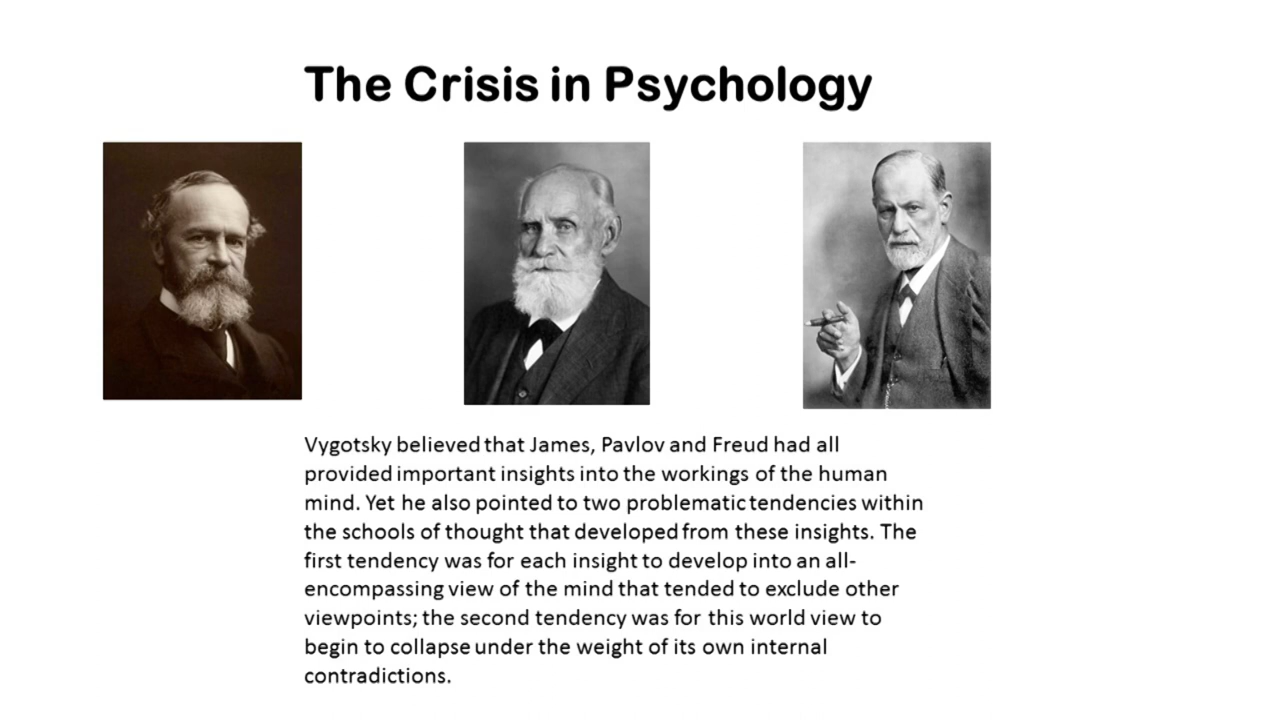 The Crisis in Psychology
Vygotsky believed that James, Pavlov and Freud had all
provided important insights into the workings of the human
mind. Yet he also pointed to two problematic tendencies within
the schools of thought that developed from these insights. The
first tendency was for each insight to develop into an all-
encompassing view of the mind that tended to exclude other
viewpoints; the second tendency was for this world view to
begin to collapse under the weight of its own internal
contradictions.